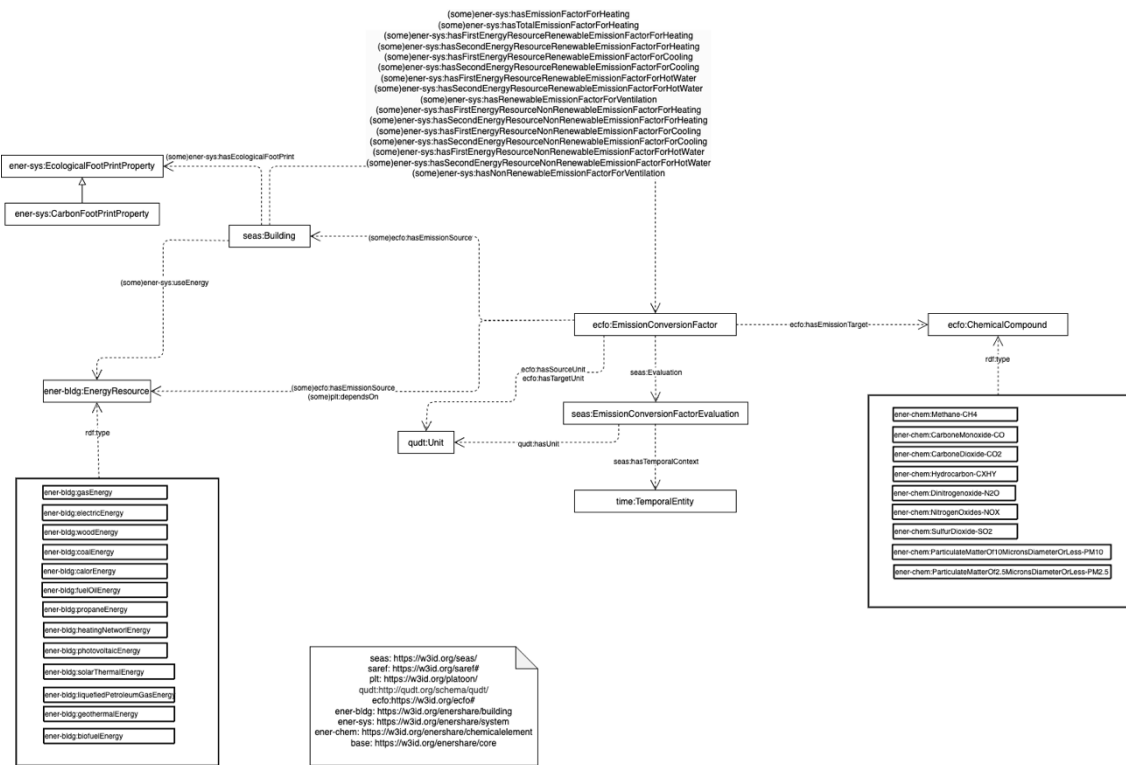 (some)ener-sys:hasEmissionFactorForHeating
(some)ener-sys:hasTotalEmissionFactorForHeating
(some)ener-sys:hasFirstEnergyResourceRenewableEmissionFactorForHeating
(some)ener-sys:hasSecondEnergyResourceRenewableEmissionFactorForHeating
(some)ener-sys:hasFirstEnergyResourceRenewableEmissionFactorForCooling
(some)ener-sys:hasSecondEnergyResourceRenewableEmissionFactorForCooling
(some)ener-sys:hasFirstEnergyResourceRenewableEmissionFactorForHotWater
(some)ener-sys:hasSecondEnergyResourceRenewableEmissionFactorForHotWater
(some)ener-sys:hasRenewableEmissionFactorForVentilation
(some)ener-sys:hasFirstEnergyResourceNonRenewableEmissionFactorForHeating
(some)ener-sys:hasSecondEnergyResourceNonRenewableEmissionFactorForHeating
(some)ener-sys:hasFirstEnergyResourceNonRenewableEmissionFactorForCooling
(some)ener-sys:hasSecondEnergyResourceNonRenewableEmissionFactorForCooling
(some)ener-sys:hasFirstEnergyResourceNonRenewableEmissionFactorForHotWater
(some)ener-sys:hasSecondEnergyResourceNonRenewableEmissionFactorForHotWater
(some)ener-sys:hasNonRenewableEmissionFactorForVentilation
ener-sys:EcologicalFootPrintProperty
(some)ener-sys:hasEcologicalFootPrint
ener-sys:CarbonFootPrintProperty
seas:Building
(some)ecfo:hasEmissionSource
(some)ener-sys:useEnergy
ecfo:EmissionConversionFactor
ecfo:hasEmissionTarget
ecfo:ChemicalCompound
rdf:type
ecfo:hasSourceUnit
ecfo:hasTargetUnit
seas:Evaluation
ener-bldg:EnergyResource
(some)ecfo:hasEmissionSource
(some)plt:dependsOn
seas:EmissionConversionFactorEvaluation
qudt:Unit
qudt:hasUnit
seas:hasTemporalContext
time:TemporalEntity
rdf:type
ener-bldg:gasEnergy
ener-bldg:electricEnergy
ener-bldg:woodEnergy
ener-bldg:coalEnergy
ener-bldg:calorEnergy
ener-bldg:fuelOilEnergy
ener-bldg:propaneEnergy
ener-bldg:heatingNetworlEnergy
ener-bldg:photovoltaicEnergy
ener-bldg:solarThermalEnergy
ener-bldg:liquefiedPetroleumGasEnergy
ener-bldg:geothermalEnergy
ener-bldg:biofuelEnergy
ener-chem:Methane-CH4
ener-chem:CarboneMonoxide-CO
ener-chem:CarboneDioxide-CO2
ener-chem:Hydrocarbon-CXHY
ener-chem:Dinitrogenoxide-N2O
ener-chem:NitrogenOxides-NOX
ener-chem:SulfurDioxide-SO2
ener-chem:ParticulateMatterOf10MicronsDiameterOrLess-PM10
ener-chem:ParticulateMatterOf2.5MicronsDiameterOrLess-PM2.5
seas: https://w3id.org/seas/
saref: https://w3id.org/saref#
plt: https://w3id.org/platoon/
qudt:http://qudt.org/schema/qudt/
ecfo:https://w3id.org/ecfo#
ener-bldg: https://w3id.org/enershare/building
ener-sys: https://w3id.org/enershare/system
ener-chem: https://w3id.org/enershare/chemicalelement
base: https://w3id.org/enershare/core